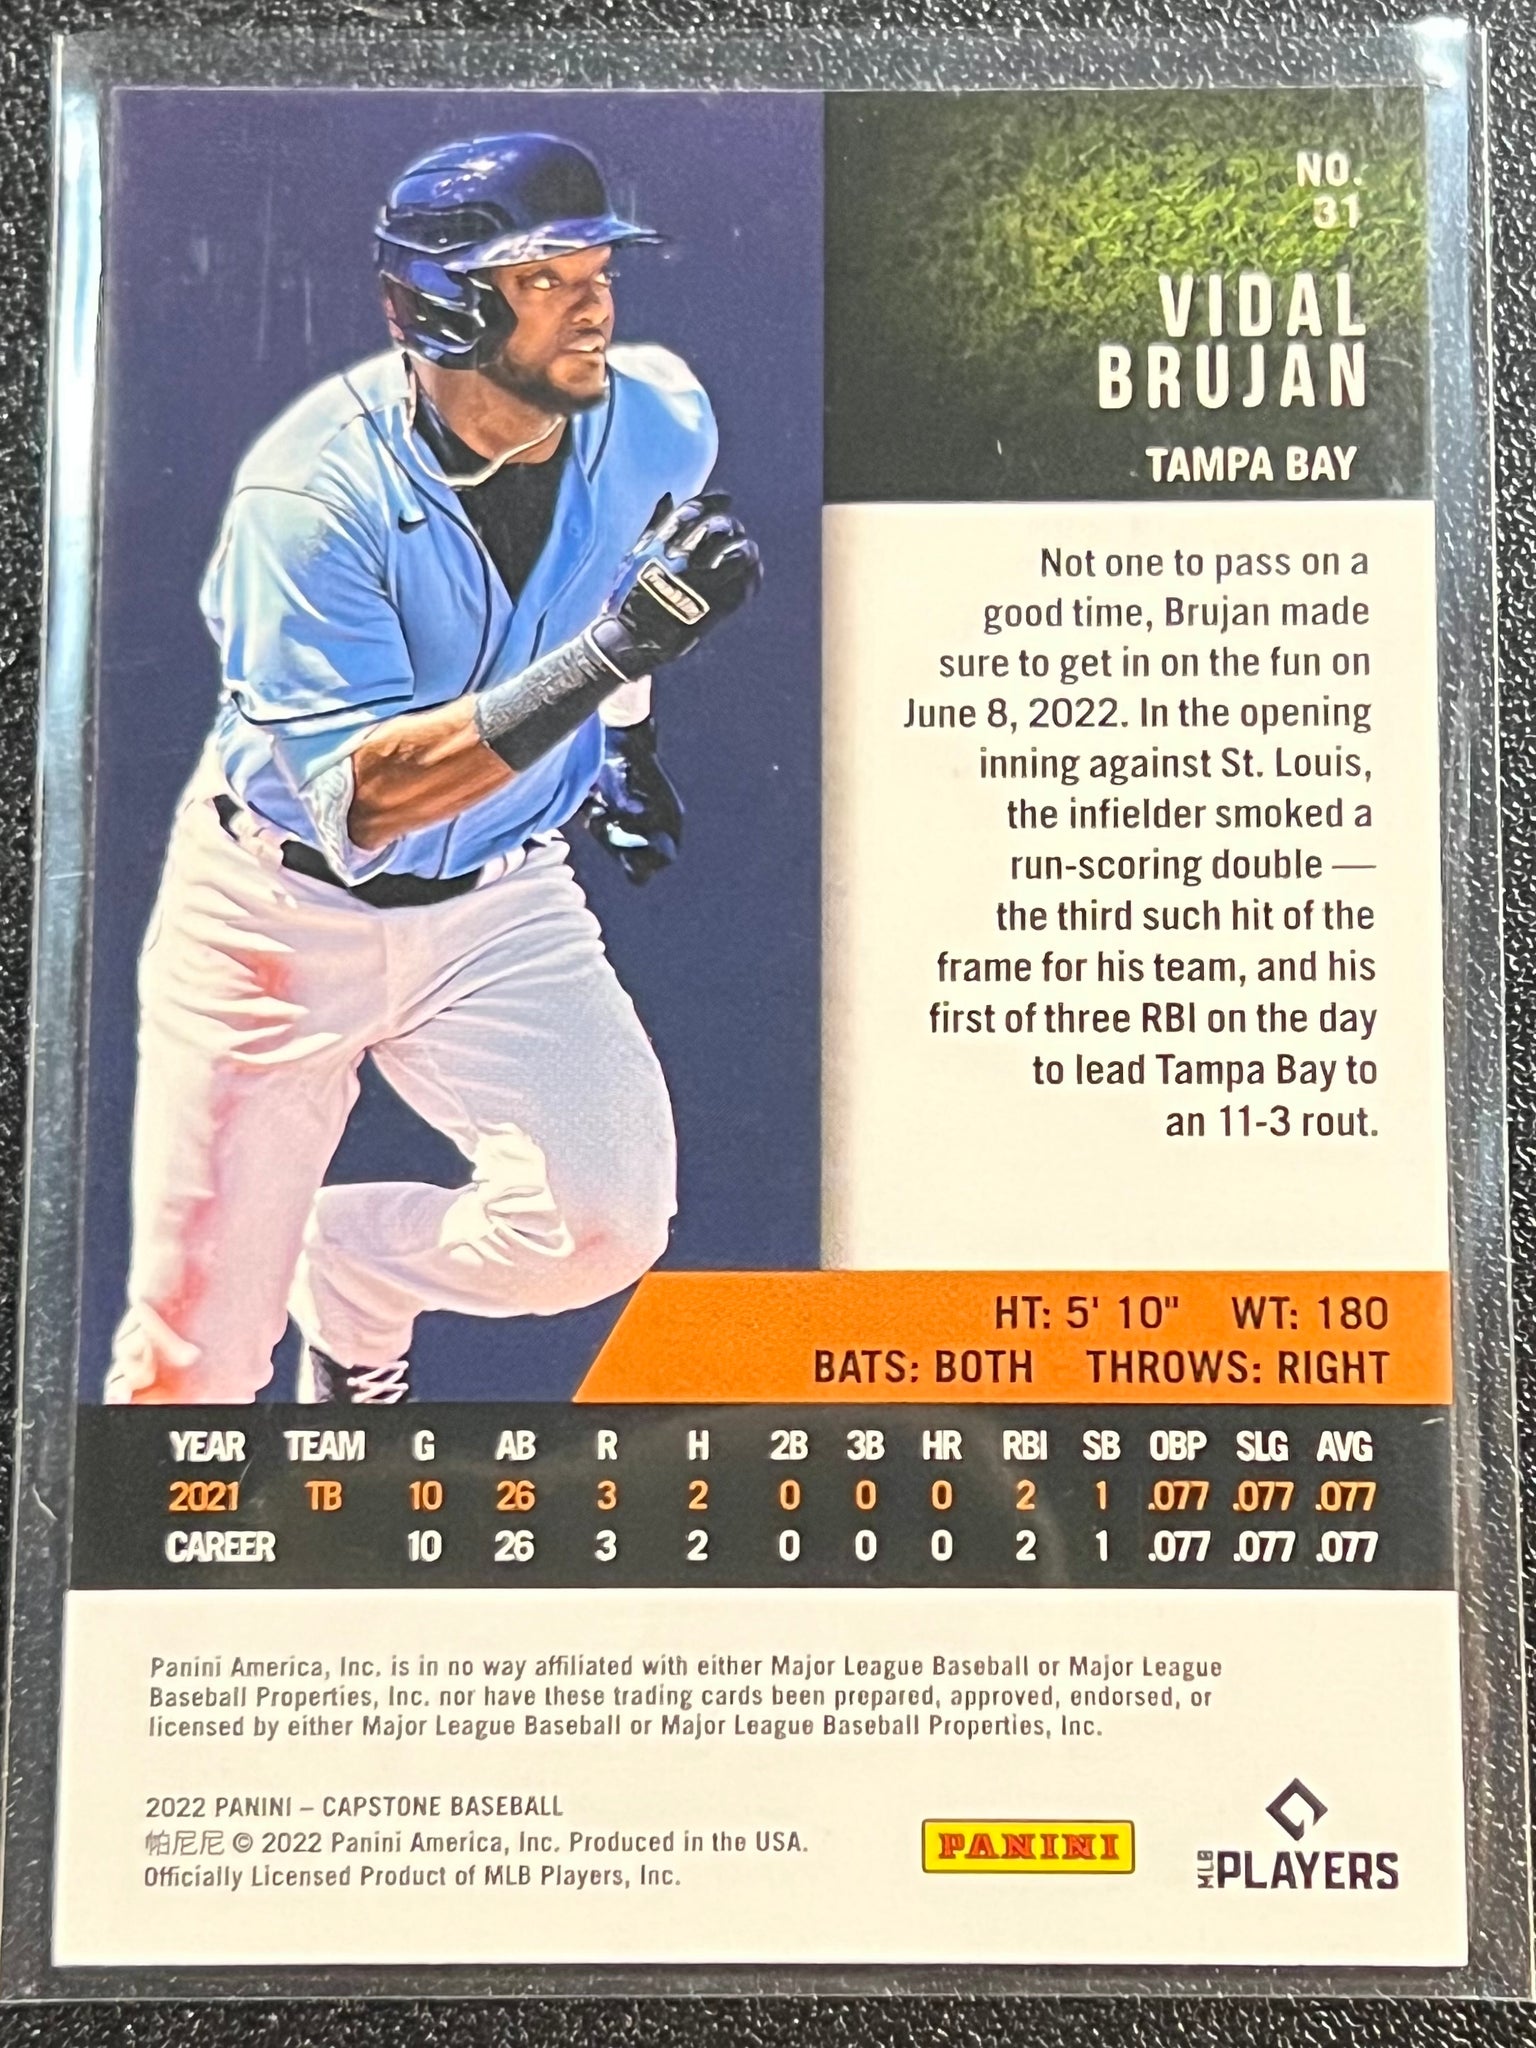 NO.
31
VIDAL
BRUJAN
TAMPA BAY
Not one to pass on a
good time, Brujan made
sure to get in on the fun on
June 8, 2022. In the opening
inning against St. Louis,
the infielder smoked a
run-scoring double —
the third such hit of the
frame for his team, and his
first of three RBI on the day
to lead Tampa Bay to
an 11-3 rout.
HT: 5' 10" WT: 180
BATS: BOTH THROWS: RIGHT
YEAR TEAM G AB R H 2B 3B HR RBI SB OBP SLG AVG
2021 TB 10 26 3 2 0 0 0 2 1 .077 .077 .077
CAREER 10 26 3 2 0 0 0 2 1 .077 .077 .077
Panini America, Inc. is in no way affiliated with either Major League Baseball or Major League
Baseball Properties, Inc. nor have these trading cards been prepared, approved, endorsed, or
licensed by either Major League Baseball or Major League Baseball Properties, Inc.
2022 PANINI – CAPSTONE BASEBALL
帕尼尼 © 2022 Panini America, Inc. Produced in the USA.
Officially Licensed Product of MLB Players, Inc.
PANINI
MLB PLAYERS